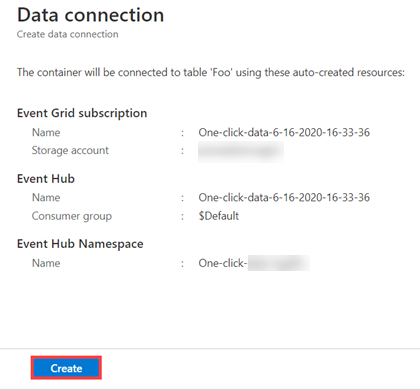 Data connection
Create data connection
The container will be connected to table 'Foo' using these auto-created resources:
Event Grid subscription
Name : One-click-data-6-16-2020-16-33-36
Storage account :
Event Hub
Name : One-click-data-6-16-2020-16-33-36
Consumer group : $Default
Event Hub Namespace
Name : One-click-
Create